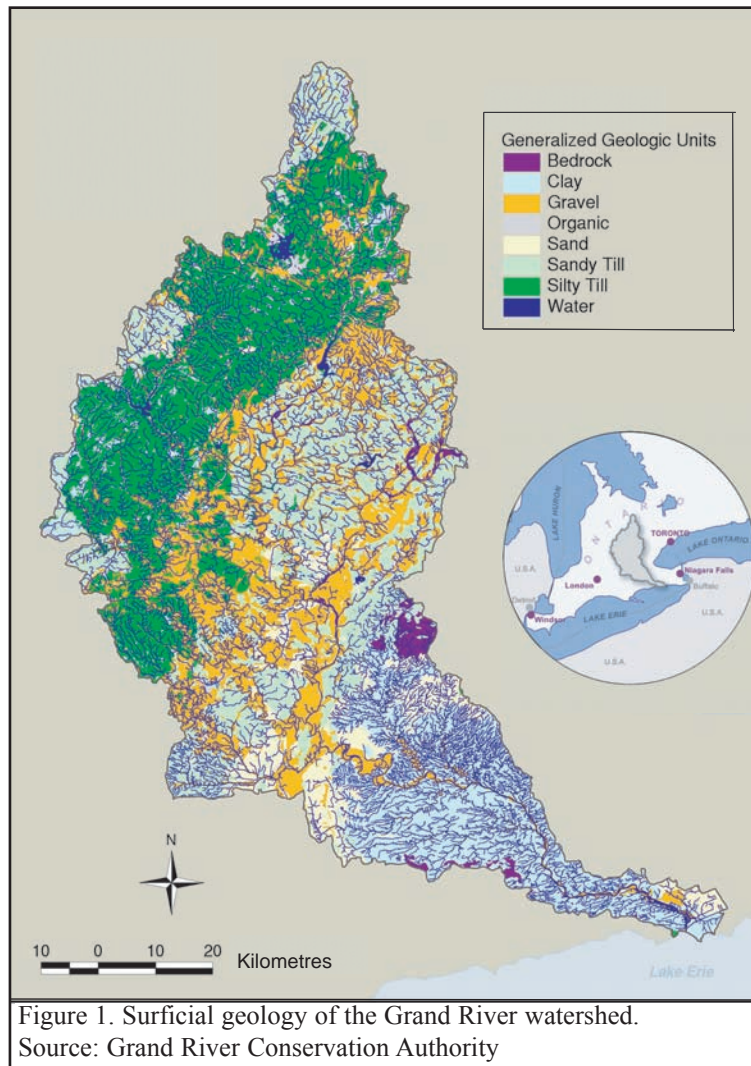 Generalized Geologic Units
Bedrock
Clay
Gravel
Organic
Sand
Sandy Till
Silty Till
Water
LAKE HURON
ONTARIO
TORONTO
LAKE ONTARIO
U.S.A.
London
Niagara Falls
Buffalo
Detroit
Windsor
LAKE ERIE
U.S.A.
U.S.A.
N
10 0 10 20 Kilometres
Lake Erie
Figure 1. Surficial geology of the Grand River watershed.
Source: Grand River Conservation Authority